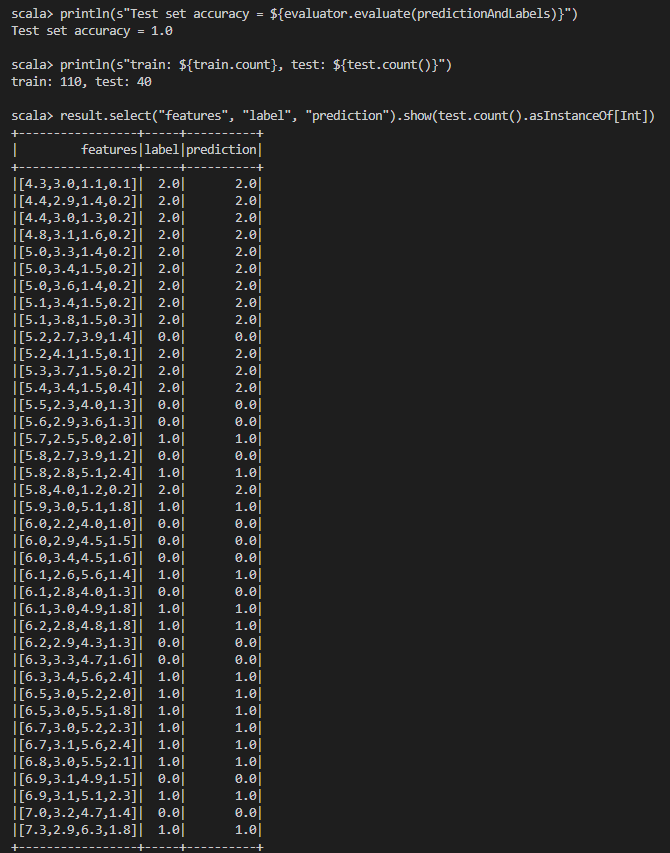 scala> println(s"Test set accuracy = ${evaluator.evaluate(predictionAndLabels)}")
Test set accuracy = 1.0
scala> println(s"train: ${train.count}, test: ${test.count()}")
train: 110, test: 40
scala> result.select("features", "label", "prediction").show(test.count().asInstanceOf[Int])
+-----------------+-----+----------+
|         features|label|prediction|
+-----------------+-----+----------+
|[4.3,3.0,1.1,0.1]|  2.0|       2.0|
|[4.4,2.9,1.4,0.2]|  2.0|       2.0|
|[4.4,3.0,1.3,0.2]|  2.0|       2.0|
|[4.8,3.1,1.6,0.2]|  2.0|       2.0|
|[5.0,3.3,1.4,0.2]|  2.0|       2.0|
|[5.0,3.4,1.5,0.2]|  2.0|       2.0|
|[5.0,3.6,1.4,0.2]|  2.0|       2.0|
|[5.1,3.4,1.5,0.2]|  2.0|       2.0|
|[5.1,3.8,1.5,0.3]|  2.0|       2.0|
|[5.2,2.7,3.9,1.4]|  0.0|       0.0|
|[5.2,4.1,1.5,0.1]|  2.0|       2.0|
|[5.3,3.7,1.5,0.2]|  2.0|       2.0|
|[5.4,3.4,1.5,0.4]|  2.0|       2.0|
|[5.5,2.3,4.0,1.3]|  0.0|       0.0|
|[5.6,2.9,3.6,1.3]|  0.0|       0.0|
|[5.7,2.5,5.0,2.0]|  1.0|       1.0|
|[5.8,2.7,3.9,1.2]|  0.0|       0.0|
|[5.8,2.8,5.1,2.4]|  1.0|       1.0|
|[5.8,4.0,1.2,0.2]|  2.0|       2.0|
|[5.9,3.0,5.1,1.8]|  1.0|       1.0|
|[6.0,2.2,4.0,1.0]|  0.0|       0.0|
|[6.0,2.9,4.5,1.5]|  0.0|       0.0|
|[6.0,3.4,4.5,1.6]|  0.0|       0.0|
|[6.1,2.6,5.6,1.4]|  1.0|       1.0|
|[6.1,2.8,4.0,1.3]|  0.0|       0.0|
|[6.1,3.0,4.9,1.8]|  1.0|       1.0|
|[6.2,2.8,4.8,1.8]|  1.0|       1.0|
|[6.2,2.9,4.3,1.3]|  0.0|       0.0|
|[6.3,3.3,4.7,1.6]|  0.0|       0.0|
|[6.3,3.4,5.6,2.4]|  1.0|       1.0|
|[6.5,3.0,5.2,2.0]|  1.0|       1.0|
|[6.5,3.0,5.5,1.8]|  1.0|       1.0|
|[6.7,3.0,5.2,2.3]|  1.0|       1.0|
|[6.7,3.1,5.6,2.4]|  1.0|       1.0|
|[6.8,3.0,5.5,2.1]|  1.0|       1.0|
|[6.9,3.1,4.9,1.5]|  0.0|       0.0|
|[6.9,3.1,5.1,2.3]|  1.0|       1.0|
|[7.0,3.2,4.7,1.4]|  0.0|       0.0|
|[7.3,2.9,6.3,1.8]|  1.0|       1.0|
+-----------------+-----+----------+